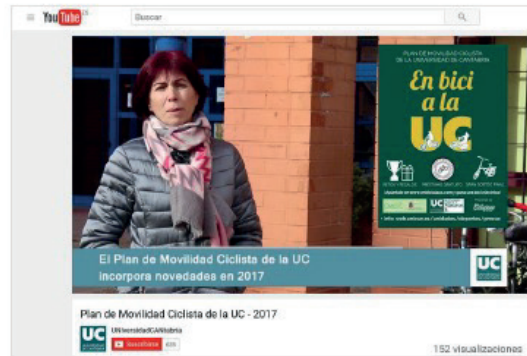 YouTube ES
Buscar
PLAN DE MOVILIDAD CICLISTA
DE LA UNIVERSIDAD DE CANTABRIA
En bici
a la
UC
El Plan de Movilidad Ciclista de la UC
incorpora novedades en 2017
UC
Plan de Movilidad Ciclista de la UC - 2017
UC
UNIversidadCANtabria
Suscribirse
152 visualizaciones